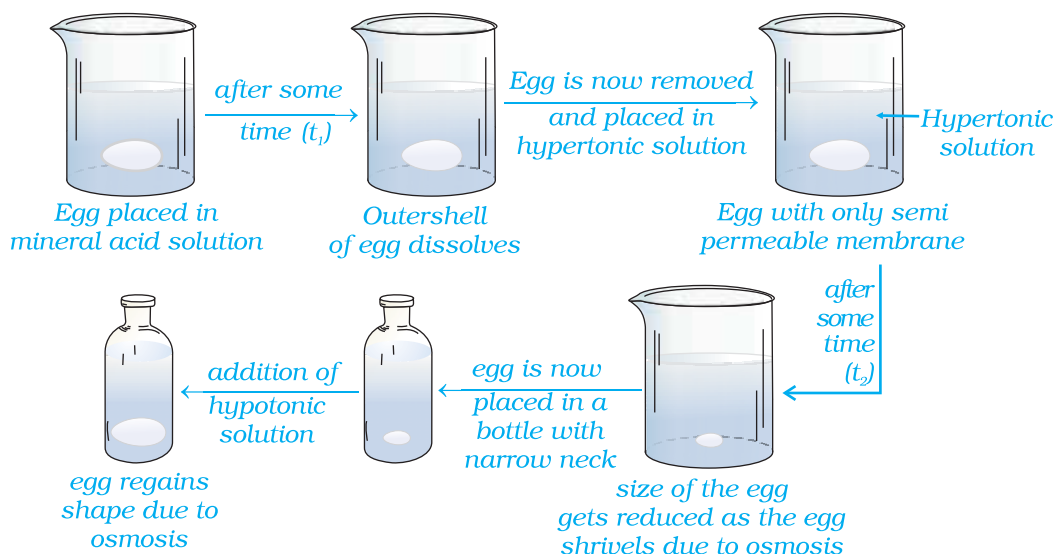 after some
time (t₁)
Egg is now removed
and placed in
hypertonic solution
Hypertonic
solution
Egg placed in
mineral acid solution
Outershell
of egg dissolves
Egg with only semi
permeable membrane
after
some
time
(t₂)
egg is now
placed in a
bottle with
narrow neck
addition of
hypotonic
solution
size of the egg
gets reduced as the egg
shrivels due to osmosis
egg regains
shape due to
osmosis